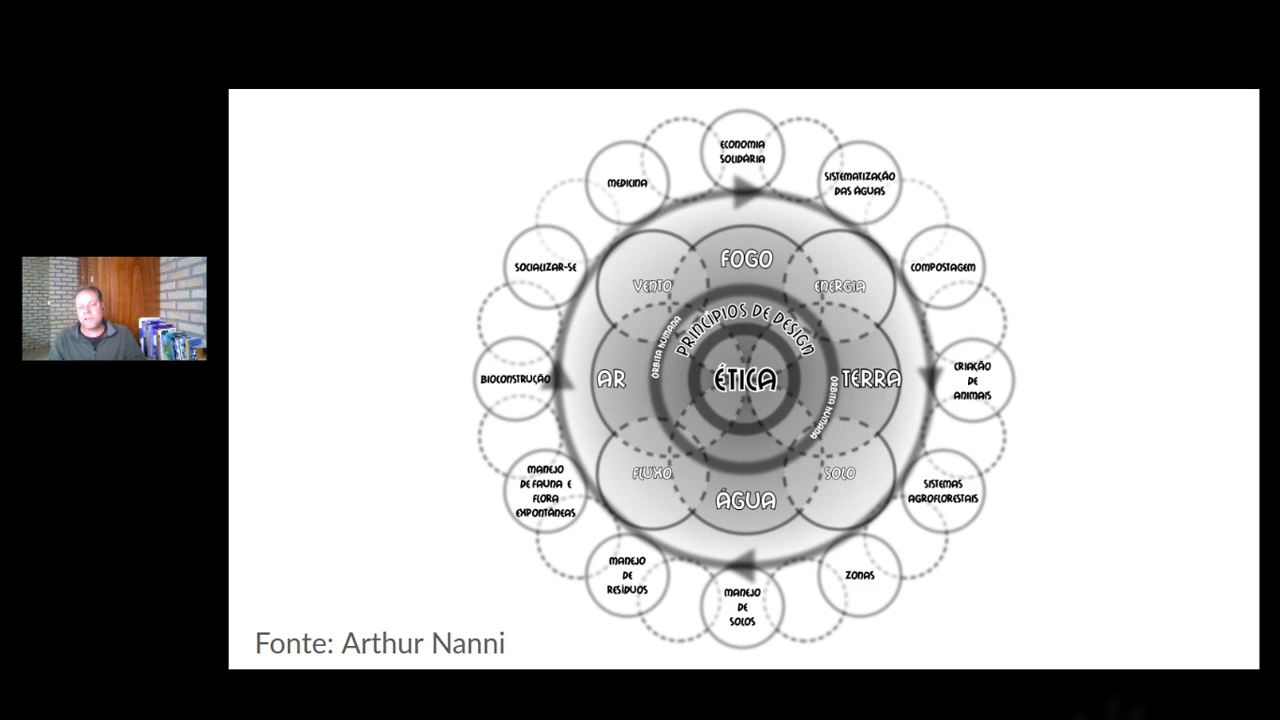 ECONOMIA
SOLIDÁRIA
MEDICINA
SISTEMATIZAÇÃO
DAS ÁGUAS
SOCIALIZAR-SE
FOGO
COMPOSTAGEM
VENTO
ENERGIA
PRINCÍPIOS DE DESIGN
ÓRBITA HUMANA
BIOCONSTRUÇÃO
AR
ÉTICA
TERRA
CRIAÇÃO
DE
ANIMAIS
ÓRBITA HUMANA
MANEJO
DE FAUNA E
FLORA
EXPONTÂNEAS
FLUXO
SOLO
SISTEMAS
AGROFLORESTAIS
ÁGUA
MANEJO
DE
RESÍDUOS
ZONAS
MANEJO
DE
SOLOS
Fonte: Arthur Nanni